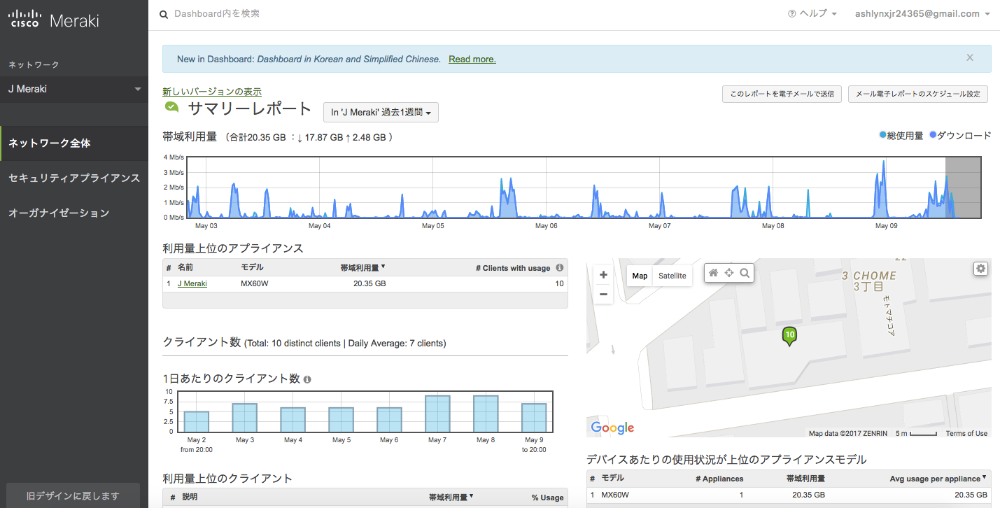 cisco Meraki
Dashboard内を検索
ヘルプ
ashlynxjr24365@gmail.com
ネットワーク
J Meraki
ネットワーク全体
セキュリティアプライアンス
オーガナイゼーション
旧デザインに戻します
New in Dashboard: Dashboard in Korean and Simplified Chinese. Read more.
新しいバージョンの表示
サマリーレポート
In 'J Meraki' 過去1週間
このレポートを電子メールで送信
メール電子レポートのスケジュール設定
帯域利用量 (合計20.35 GB : ↓ 17.87 GB ↑ 2.48 GB )
総使用量 ダウンロード
4 Mb/s
3 Mb/s
2 Mb/s
1 Mb/s
0 Mb/s
May 03 May 04 May 05 May 06 May 07 May 08 May 09
利用量上位のアプライアンス
# 名前 モデル 帯域利用量 # Clients with usage
1 J Meraki MX60W 20.35 GB 10
クライアント数 (Total: 10 distinct clients | Daily Average: 7 clients)
1日あたりのクライアント数
10
7.5
5
2.5
0
May 2 May 3 May 4 May 5 May 6 May 7 May 8 May 9
from 20:00 to 20:00
利用量上位のクライアント
# 説明 帯域利用量 % Usage
+
−
Map Satellite
3 CHOME
3丁目
モトマチコア
10
Google
Map data ©2017 ZENRIN 5 m Terms of Use
デバイスあたりの使用状況が上位のアプライアンスモデル
# モデル # Appliances 帯域利用量 Avg usage per appliance
1 MX60W 1 20.35 GB 20.35 GB